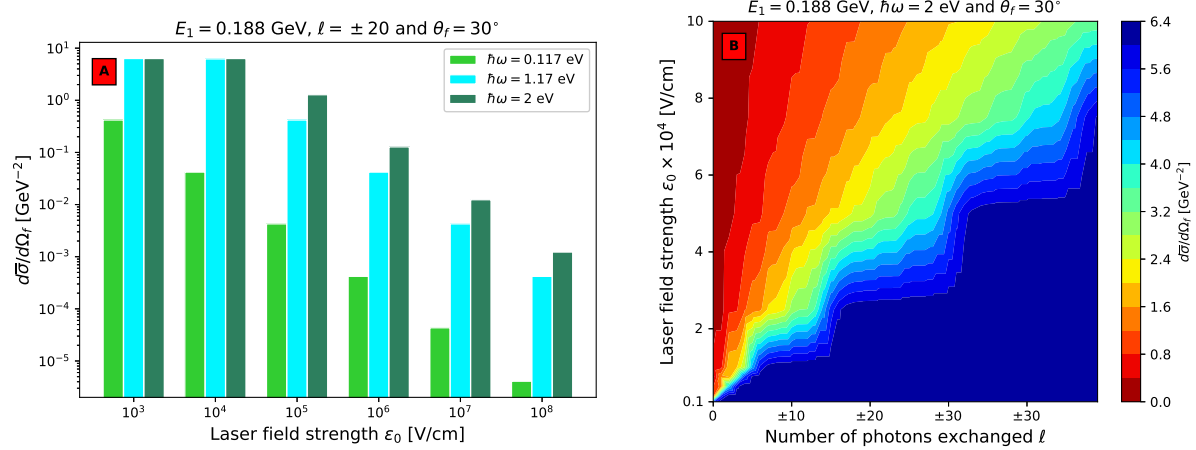 E₁ = 0.188 GeV, ℓ = ±20 and θ_f = 30°
A
ħω = 0.117 eV
ħω = 1.17 eV
ħω = 2 eV
10¹
10⁰
10⁻¹
10⁻²
10⁻³
10⁻⁴
10⁻⁵
dσ̅/dΩ_f [GeV⁻²]
10³ 10⁴ 10⁵ 10⁶ 10⁷ 10⁸
Laser field strength ε₀ [V/cm]
E₁ = 0.188 GeV, ħω = 2 eV and θ_f = 30°
B
10
8
6
4
2
0.1
Laser field strength ε₀ × 10⁴ [V/cm]
0 ±10 ±20 ±30 ±30
Number of photons exchanged ℓ
6.4
5.6
4.8
4.0
3.2
2.4
1.6
0.8
0.0
dσ̅/dΩ_f [GeV⁻²]